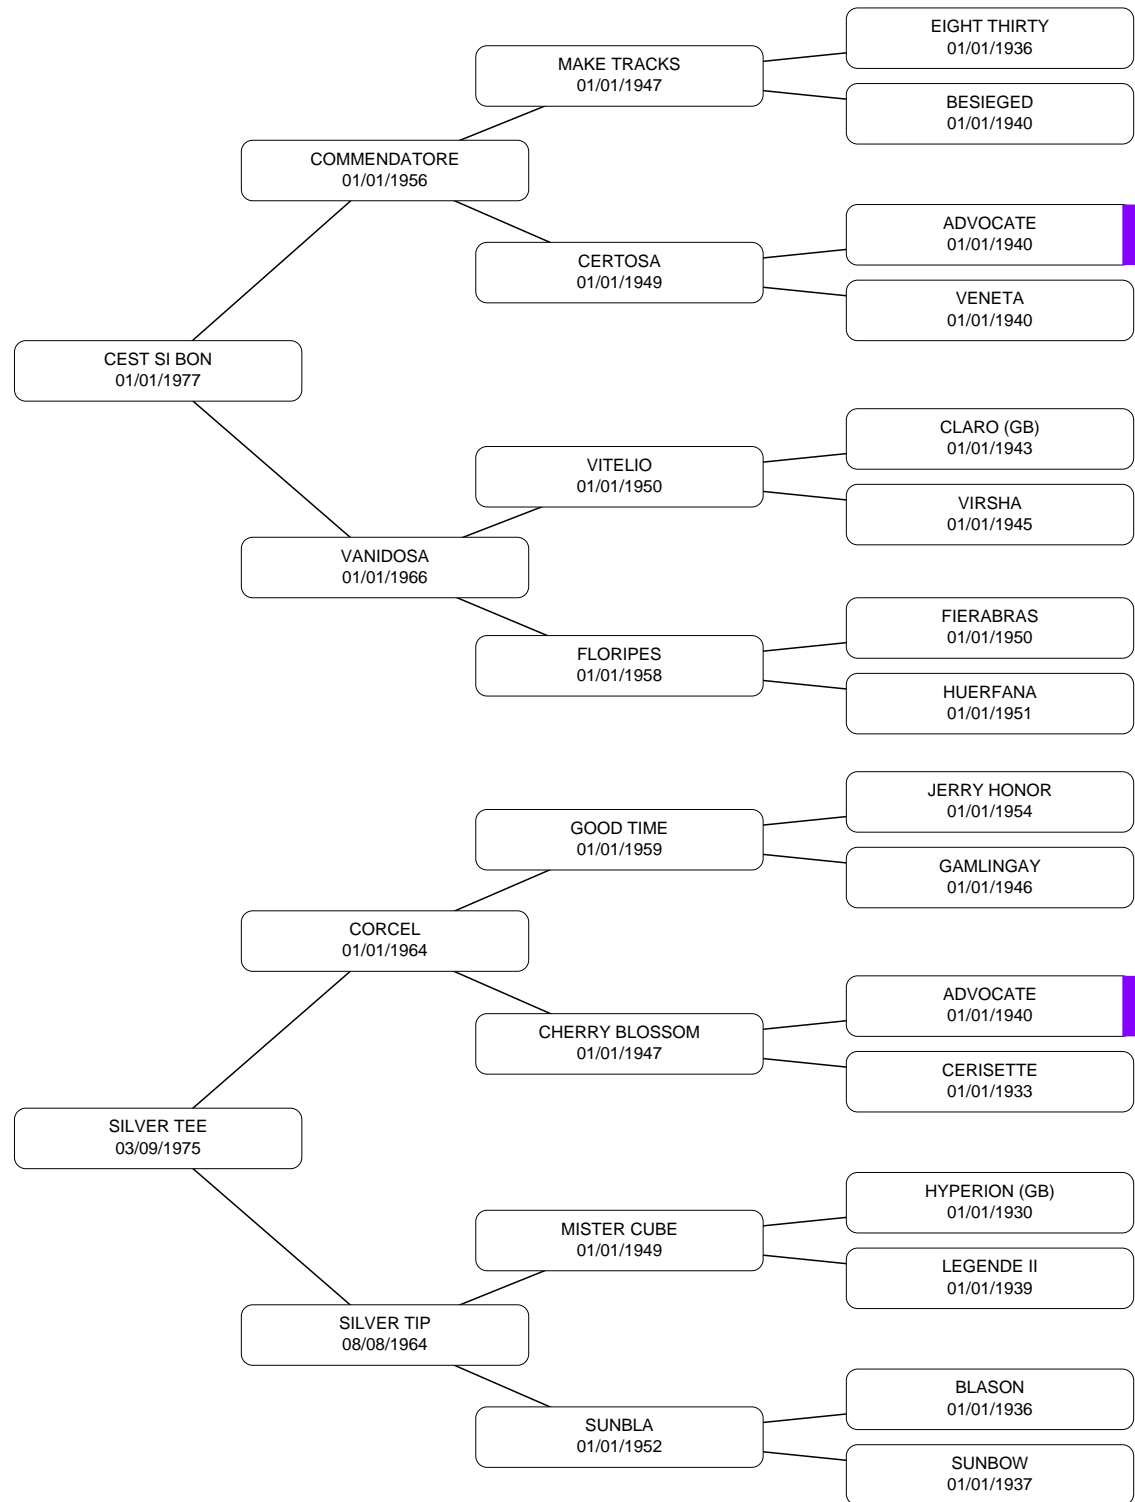 EIGHT THIRTY
01/01/1936
MAKE TRACKS
01/01/1947
BESIEGED
01/01/1940
COMMENDATORE
01/01/1956
ADVOCATE
01/01/1940
CERTOSA
01/01/1949
VENETA
01/01/1940
CEST SI BON
01/01/1977
CLARO (GB)
01/01/1943
VITELIO
01/01/1950
VIRSHA
01/01/1945
VANIDOSA
01/01/1966
FIERABRAS
01/01/1950
FLORIPES
01/01/1958
HUERFANA
01/01/1951
JERRY HONOR
01/01/1954
GOOD TIME
01/01/1959
GAMLINGAY
01/01/1946
CORCEL
01/01/1964
ADVOCATE
01/01/1940
CHERRY BLOSSOM
01/01/1947
CERISETTE
01/01/1933
SILVER TEE
03/09/1975
HYPERION (GB)
01/01/1930
MISTER CUBE
01/01/1949
LEGENDE II
01/01/1939
SILVER TIP
08/08/1964
BLASON
01/01/1936
SUNBLA
01/01/1952
SUNBOW
01/01/1937